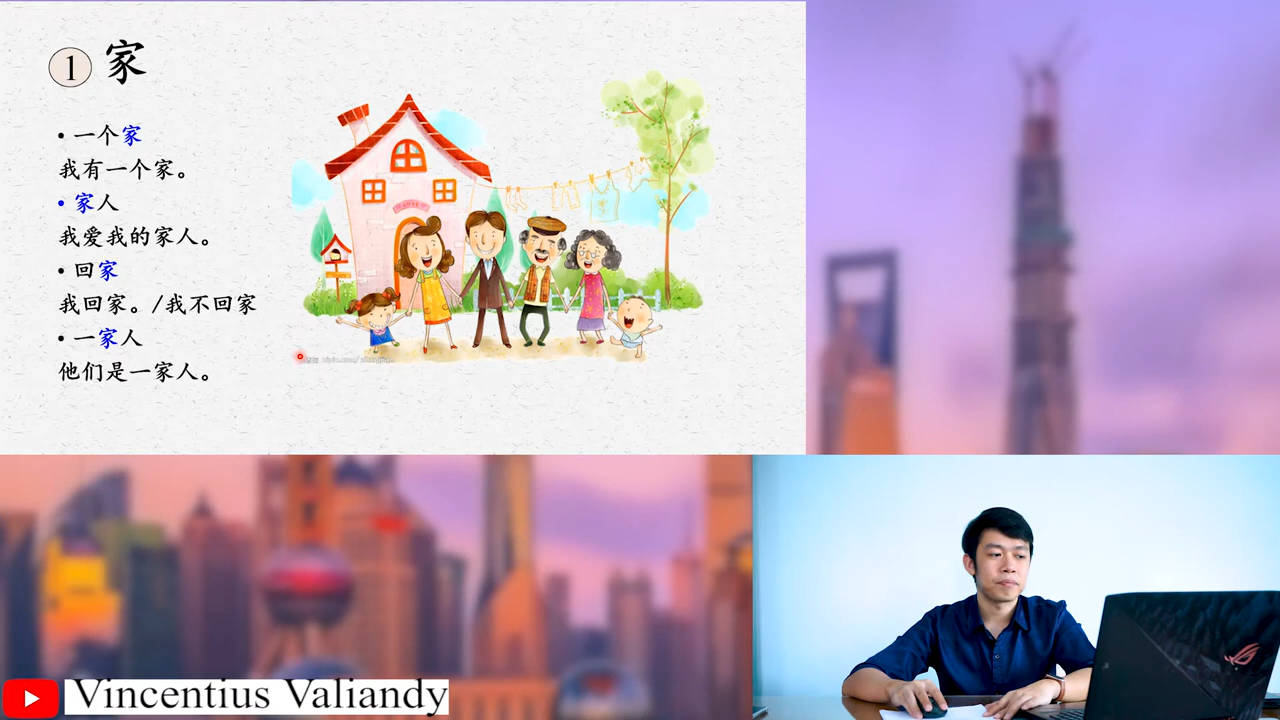 1 家
• 一个家
我有一个家。
• 家人
我爱我的家人。
• 回家
我回家。/我不回家
• 一家人
他们是一家人。
Vincentius Valiandy